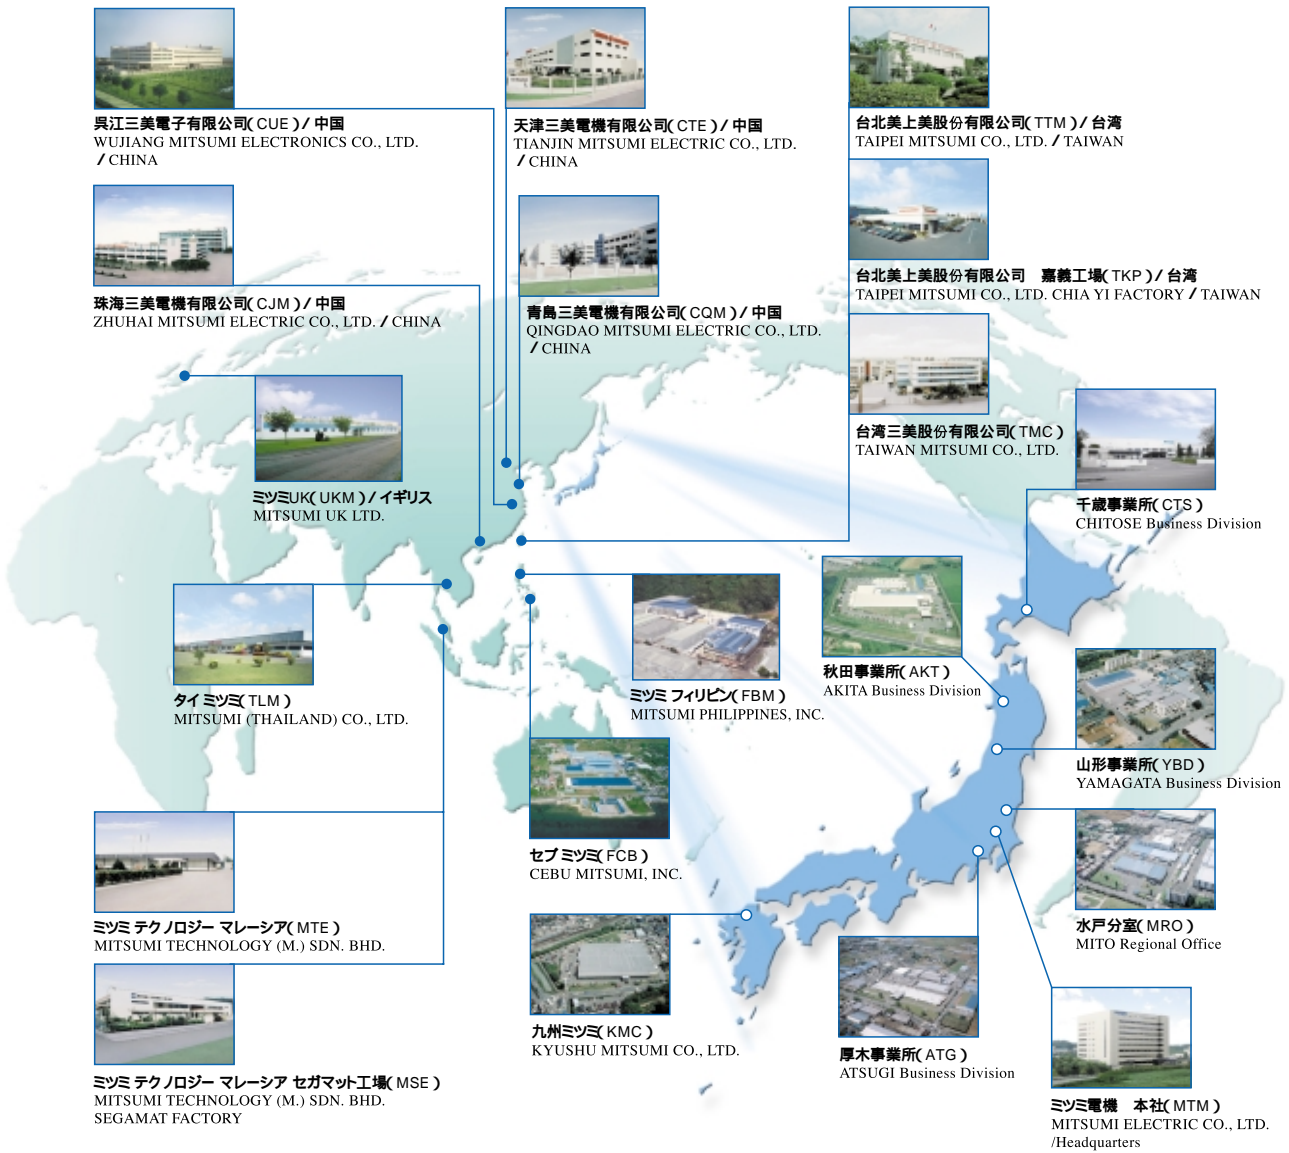 呉江三美電子有限公司( CUE ) / 中国
WUJIANG MITSUMI ELECTRONICS CO., LTD.
/ CHINA
天津三美電機有限公司( CTE ) / 中国
TIANJIN MITSUMI ELECTRIC CO., LTD.
/ CHINA
台北美上美股份有限公司( TTM ) / 台湾
TAIPEI MITSUMI CO., LTD. / TAIWAN
珠海三美電機有限公司( CJM ) / 中国
ZHUHAI MITSUMI ELECTRIC CO., LTD. / CHINA
青島三美電機有限公司( CQM ) / 中国
QINGDAO MITSUMI ELECTRIC CO., LTD.
/ CHINA
台北美上美股份有限公司　嘉義工場( TKP ) / 台湾
TAIPEI MITSUMI CO., LTD. CHIA YI FACTORY / TAIWAN
台湾三美股份有限公司( TMC )
TAIWAN MITSUMI CO., LTD.
ミツミUK( UKM ) / イギリス
MITSUMI UK LTD.
千歳事業所( CTS )
CHITOSE Business Division
タイ ミツミ( TLM )
MITSUMI (THAILAND) CO., LTD.
ミツミ フィリピン( FBM )
MITSUMI PHILIPPINES, INC.
秋田事業所( AKT )
AKITA Business Division
山形事業所( YBD )
YAMAGATA Business Division
セブ ミツミ( FCB )
CEBU MITSUMI, INC.
ミツミ テクノロジー マレーシア( MTE )
MITSUMI TECHNOLOGY (M.) SDN. BHD.
水戸分室( MRO )
MITO Regional Office
九州ミツミ( KMC )
KYUSHU MITSUMI CO., LTD.
厚木事業所( ATG )
ATSUGI Business Division
ミツミ テクノロジー マレーシア セガマット工場( MSE )
MITSUMI TECHNOLOGY (M.) SDN. BHD.
SEGAMAT FACTORY
ミツミ電機　本社( MTM )
MITSUMI ELECTRIC CO., LTD.
/Headquarters